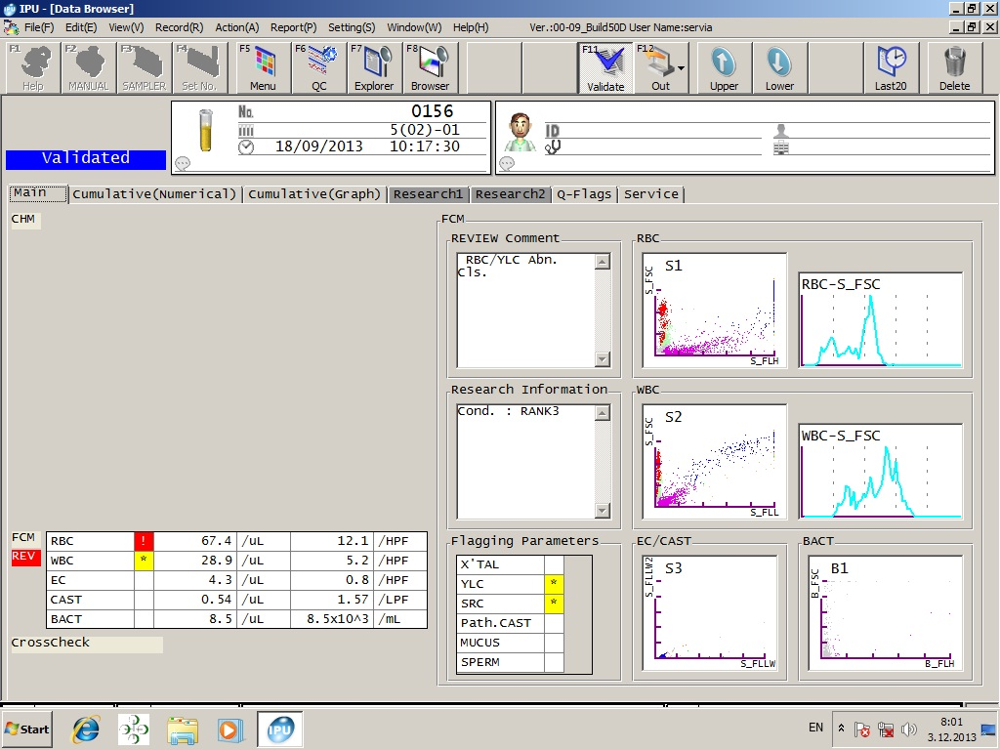 IPU - [Data Browser]
File(F) Edit(E) View(V) Record(R) Action(A) Report(P) Setting(S) Window(W) Help(H) Ver.:00-09_Build50D User Name:servia
F1 F2 F3 F4 F5 F6 F7 F8 F11 F12
Help MANUAL SAMPLER Set No. Menu QC Explorer Browser Validate Out Upper Lower Last20 Delete
Validated
No. 0156
5(02)-01
18/09/2013 10:17:30
ID
Main Cumulative(Numerical) Cumulative(Graph) Research1 Research2 Q-Flags Service
CHM
FCM
REVIEW Comment
RBC/YLC Abn.
Cls.
RBC
S1
S_FSC
S_FLH
RBC-S_FSC
Research Information
Cond. : RANK3
WBC
S2
S_FSC
S_FLL
WBC-S_FSC
FCM
REV
RBC ! 67.4 /uL 12.1 /HPF
WBC * 28.9 /uL 5.2 /HPF
EC 4.3 /uL 0.8 /HPF
CAST 0.54 /uL 1.57 /LPF
BACT 8.5 /uL 8.5x10^3 /mL
CrossCheck
Flagging Parameters
X'TAL
YLC *
SRC *
Path.CAST
MUCUS
SPERM
EC/CAST
S3
S_FLLW2
S_FLLW
BACT
B1
B_FSC
B_FLH
Start
IPU
EN
8:01
3.12.2013